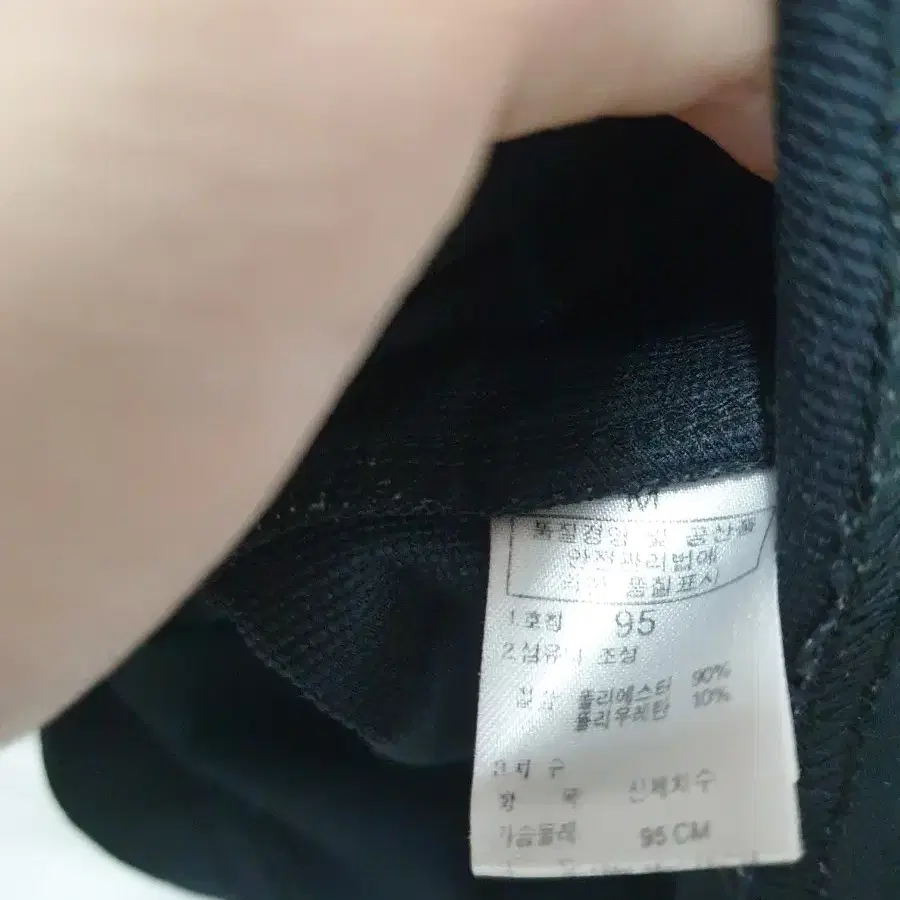 M
품질경영 및 공산품
안전관리법에
의한 품질표시
1.호칭 95
2.섬유의 조성
겉감 폴리에스터 90%
폴리우레탄 10%
3.치수
항 목 신체치수
가슴둘레 95 CM